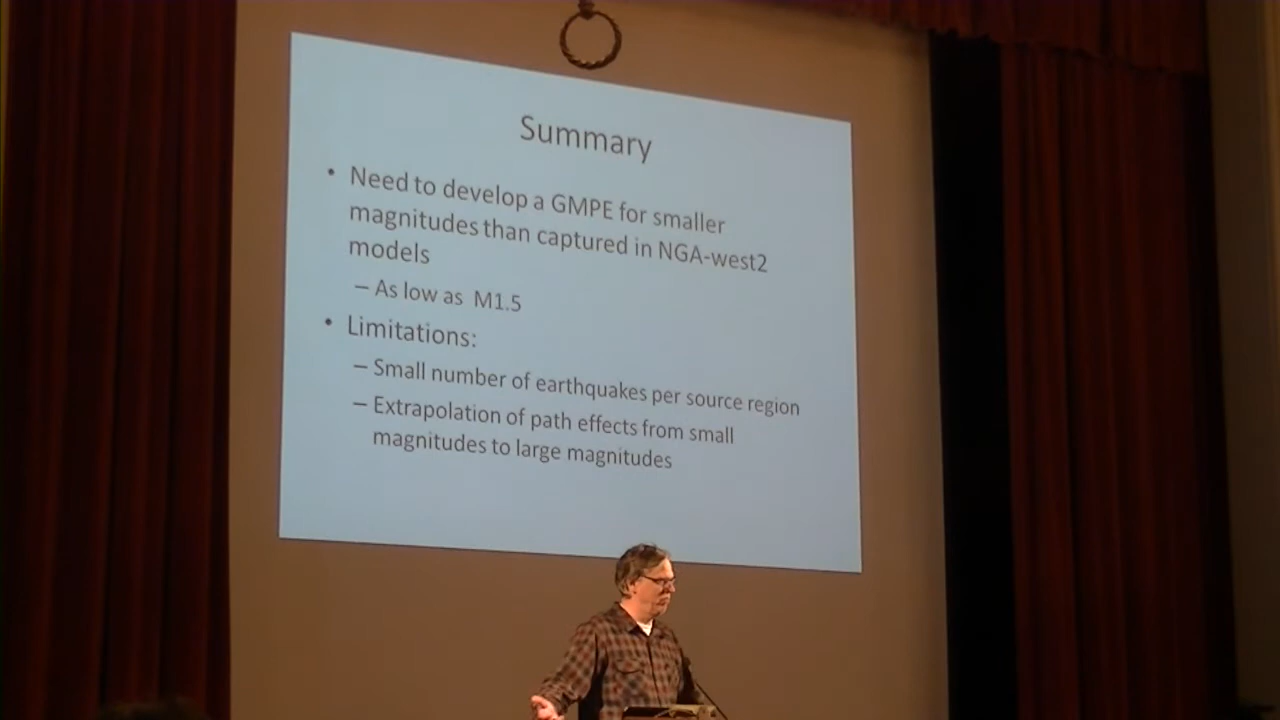 Summary
• Need to develop a GMPE for smaller
magnitudes than captured in NGA-west2
models
– As low as M1.5
• Limitations:
– Small number of earthquakes per source region
– Extrapolation of path effects from small
magnitudes to large magnitudes